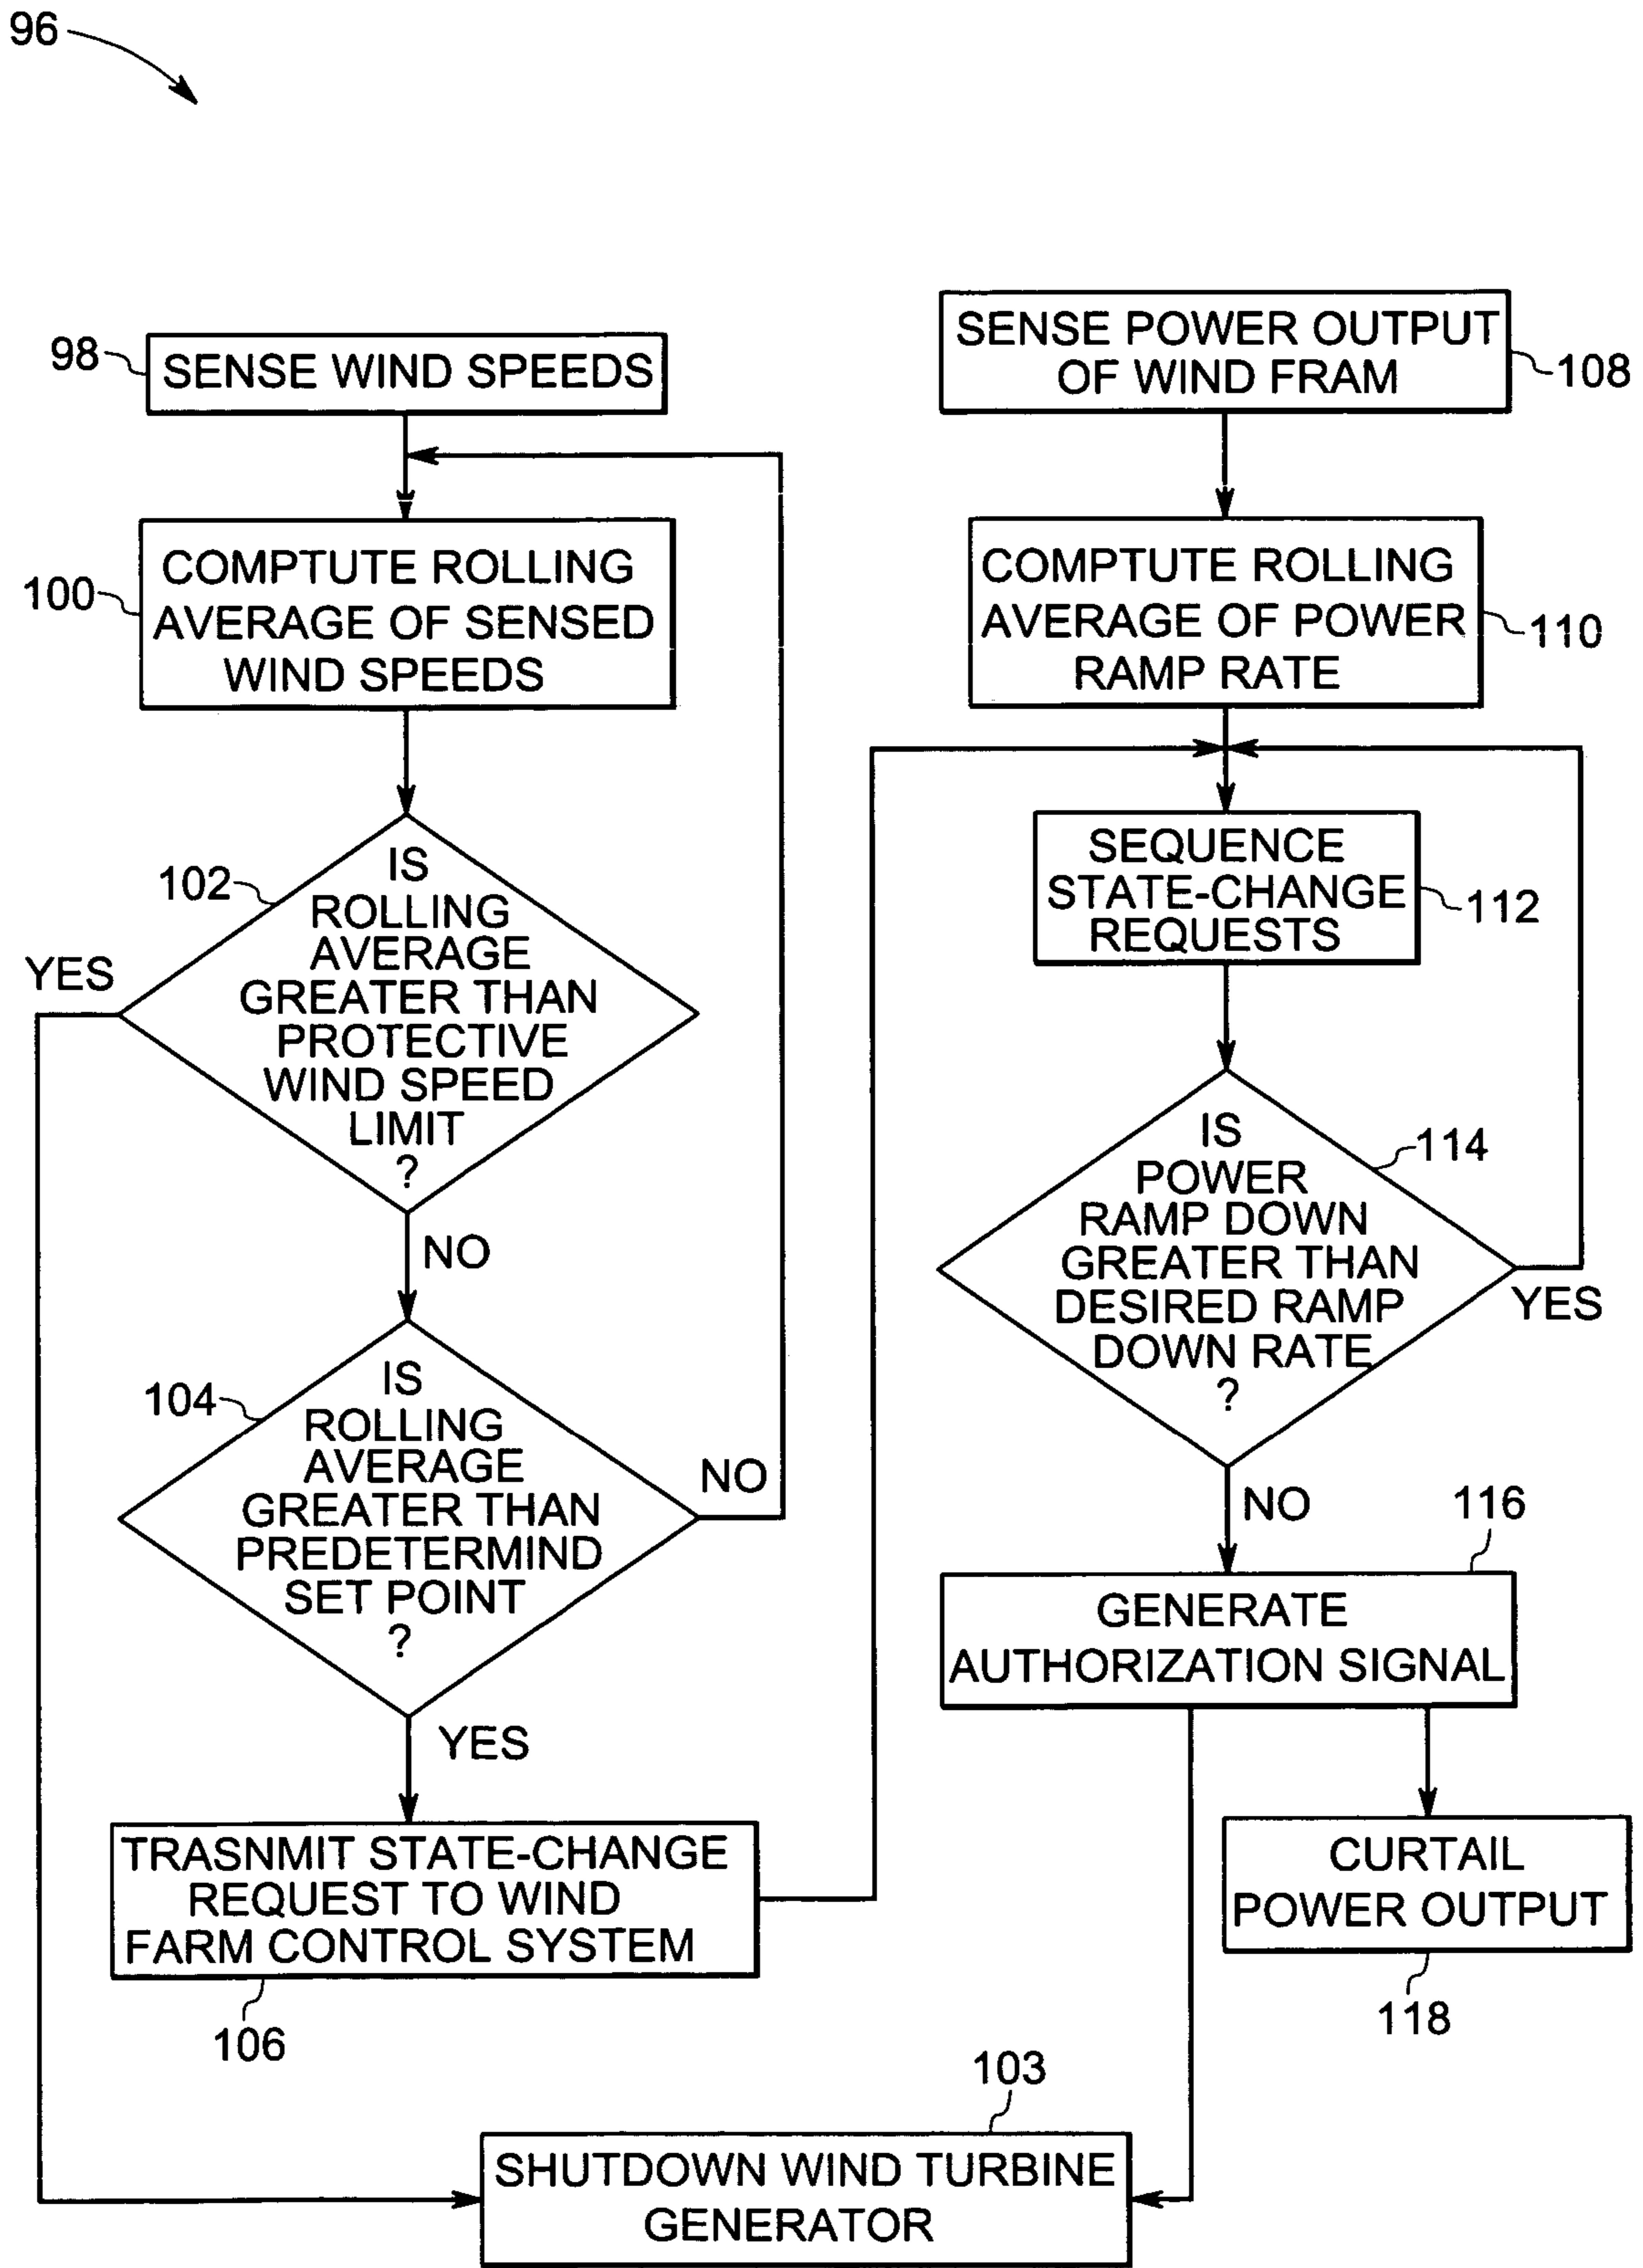 96
98
SENSE WIND SPEEDS
100
COMPTUTE ROLLING
AVERAGE OF SENSED
WIND SPEEDS
102
IS
ROLLING
AVERAGE
GREATER THAN
PROTECTIVE
WIND SPEED
LIMIT
?
YES
NO
104
IS
ROLLING
AVERAGE
GREATER THAN
PREDETERMIND
SET POINT
?
NO
YES
TRASNMIT STATE-CHANGE
REQUEST TO WIND
FARM CONTROL SYSTEM
106
SENSE POWER OUTPUT
OF WIND FRAM
108
COMPTUTE ROLLING
AVERAGE OF POWER
RAMP RATE
110
SEQUENCE
STATE-CHANGE
REQUESTS
112
IS
POWER
RAMP DOWN
GREATER THAN
DESIRED RAMP
DOWN RATE
?
114
YES
NO
116
GENERATE
AUTHORIZATION SIGNAL
CURTAIL
POWER OUTPUT
118
103
SHUTDOWN WIND TURBINE
GENERATOR